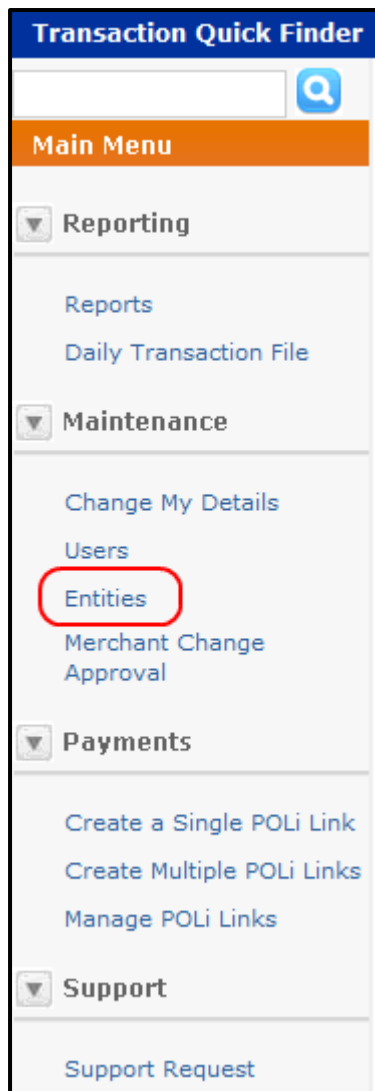 Transaction Quick Finder
Main Menu
Reporting
Reports
Daily Transaction File
Maintenance
Change My Details
Users
Entities
Merchant Change
Approval
Payments
Create a Single POLi Link
Create Multiple POLi Links
Manage POLi Links
Support
Support Request